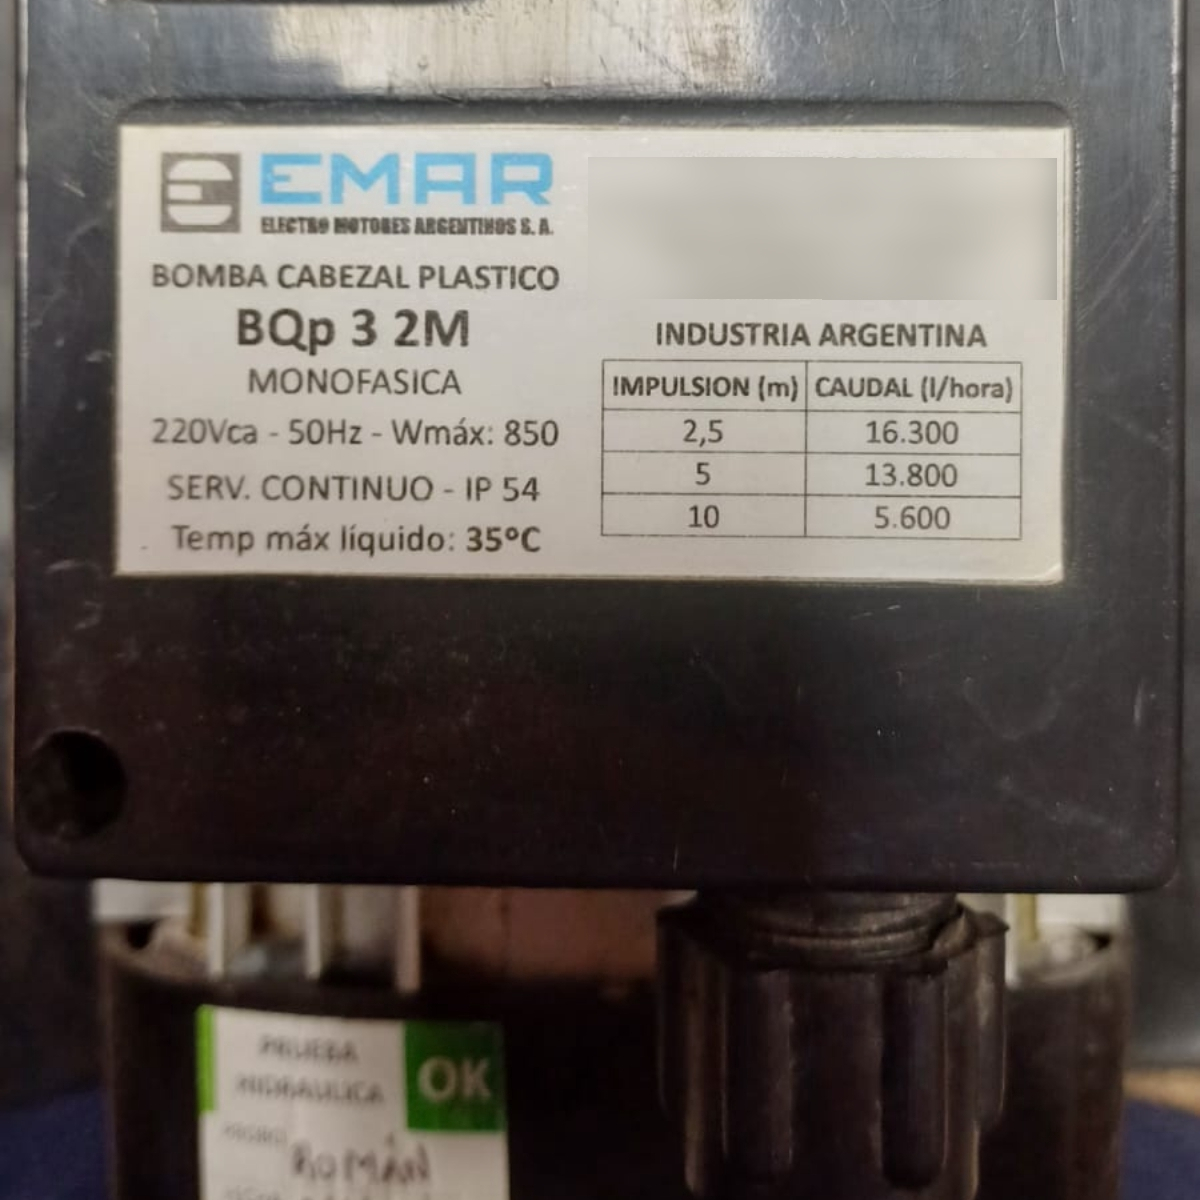 EMAR
ELECTRO MOTORES ARGENTINOS S. A.
BOMBA CABEZAL PLASTICO
BQp 3 2M
MONOFASICA
220Vca - 50Hz - Wmáx: 850
SERV. CONTINUO - IP 54
Temp máx líquido: 35°C
INDUSTRIA ARGENTINA
IMPULSION (m) CAUDAL (l/hora)
2,5 16.300
5 13.800
10 5.600
PRUEBA
HIDRAULICA
OK
ROMÁN